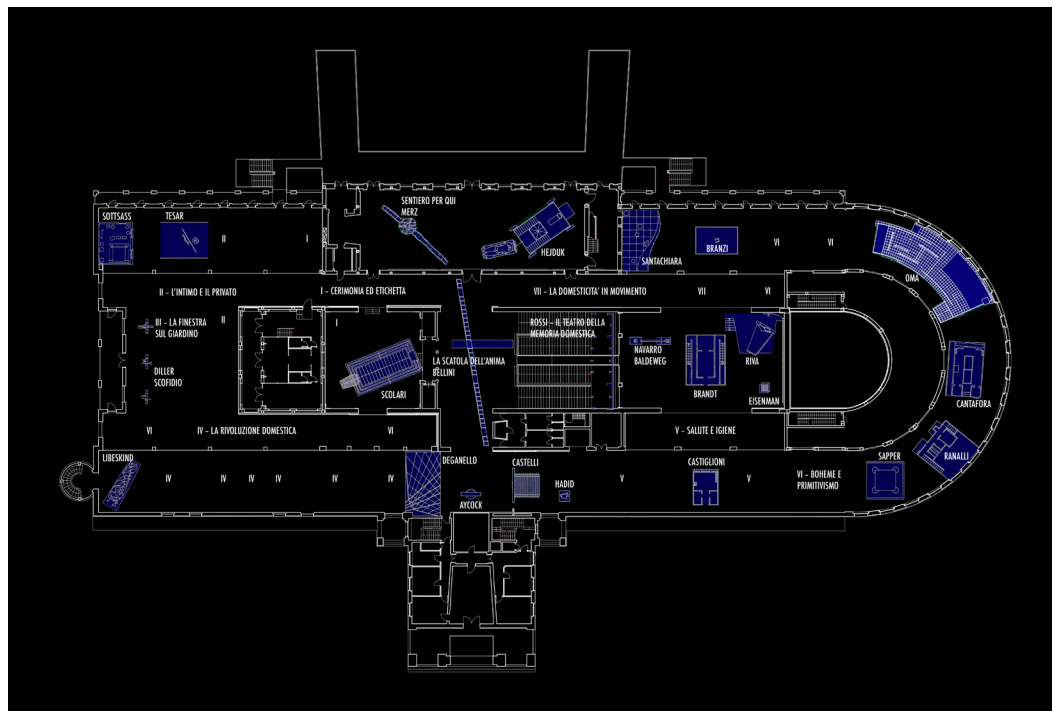 SENTIERO PER QUI
MERZ
SOTTSASS
TESAR
II
I
HEJDUK
SANTACHIARA
BRANZI
VI
VI
OMA
II – L'INTIMO E IL PRIVATO
I – CERIMONIA ED ETICHETTA
VII – LA DOMESTICITA' IN MOVIMENTO
VII
VI
III – LA FINESTRA
SUL GIARDINO
II
I
ROSSI – IL TEATRO DELLA
MEMORIA DOMESTICA.
NAVARRO
BALDEWEG
RIVA
LA SCATOLA DELL'ANIMA
BELLINI
DILLER
SCOFIDIO
SCOLARI
BRANDT
EISENMAN
CANTAFORA
VI
IV – LA RIVOLUZIONE DOMESTICA
VI
V – SALUTE E IGIENE
LIBESKIND
DEGANELLO
CASTELLI
CASTIGLIONI
SAPPER
RANALLI
IV
IV
IV
IV
IV
IV
HADID
V
V
VI – BOHEME E
PRIMITIVISMO
AYCOCK